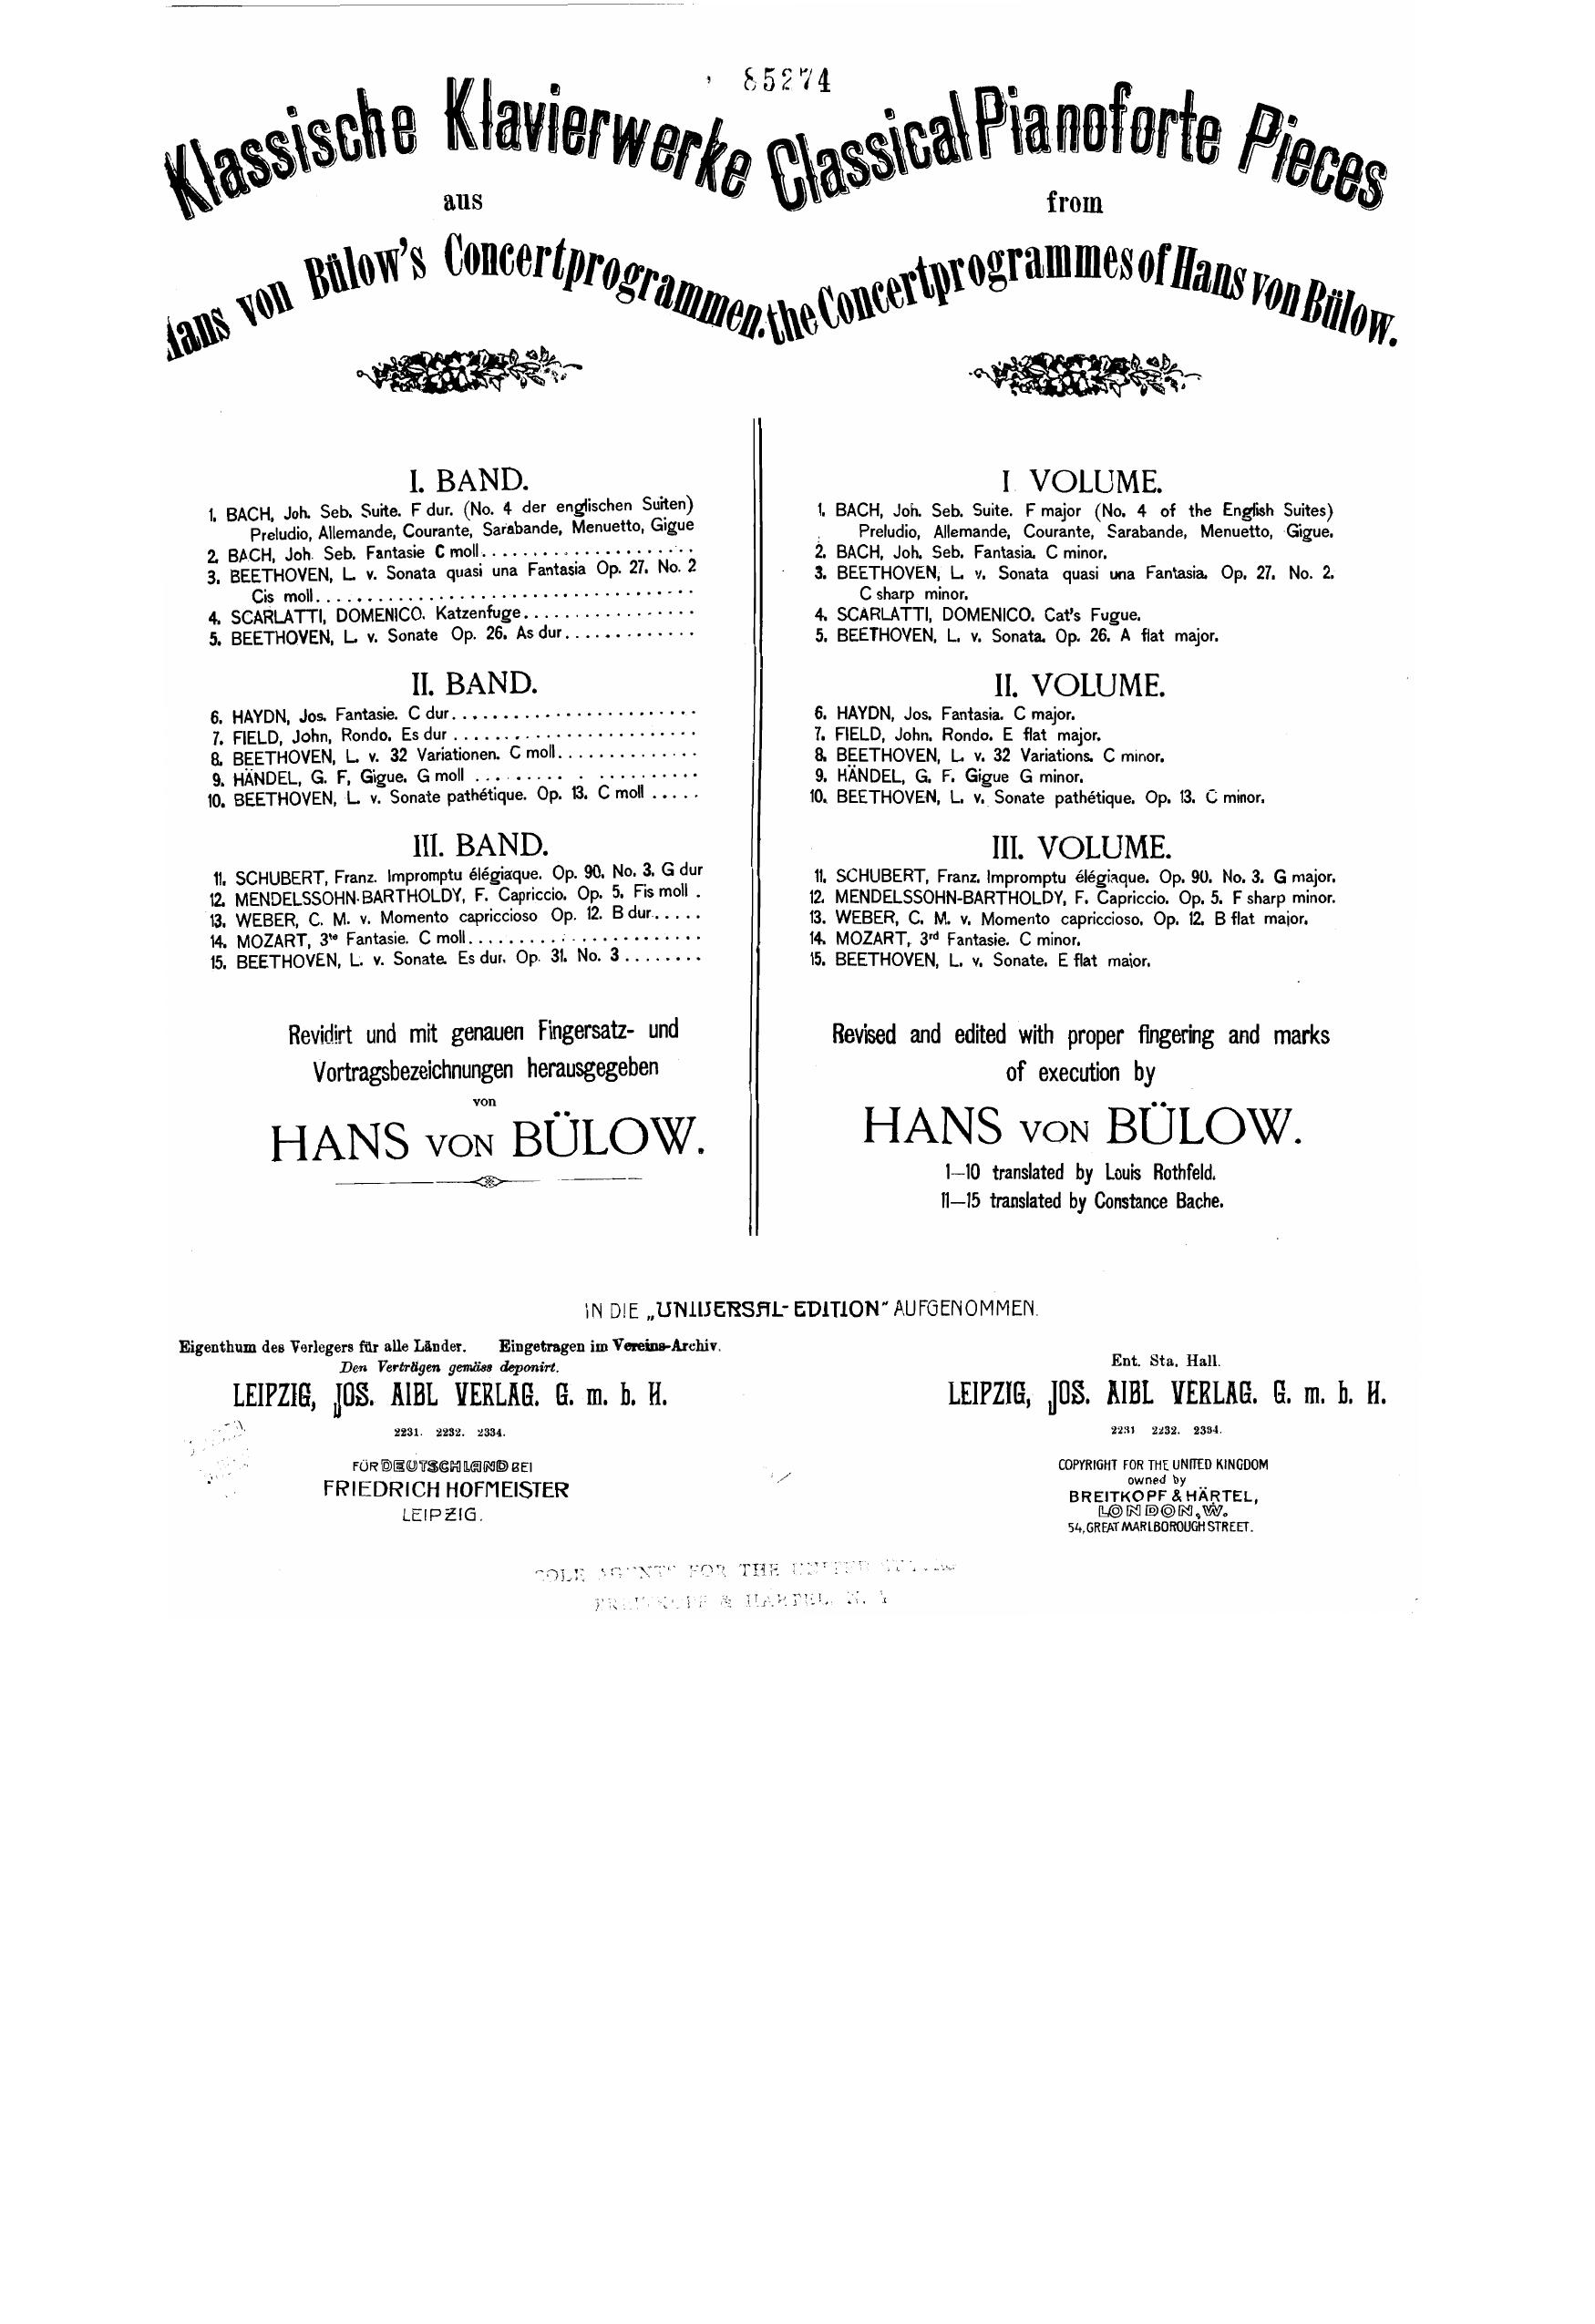 85274
Klassische Klavierwerke
aus
Hans von Bülow's Concertprogrammen.
Classical Pianoforte Pieces
from
the Concertprogrammes of Hans von Bülow.
I. BAND.
1. BACH, Joh. Seb. Suite. F dur. (No. 4 der englischen Suiten)
Preludio, Allemande, Courante, Sarabande, Menuetto, Gigue
2. BACH, Joh. Seb. Fantasie C moll
3. BEETHOVEN, L. v. Sonata quasi una Fantasia Op. 27. No. 2
Cis moll
4. SCARLATTI, DOMENICO. Katzenfuge
5. BEETHOVEN, L. v. Sonate Op. 26. As dur
II. BAND.
6. HAYDN, Jos. Fantasie. C dur
7. FIELD, John, Rondo. Es dur
8. BEETHOVEN, L. v. 32 Variationen. C moll
9. HÄNDEL, G. F, Gigue. G moll
10. BEETHOVEN, L. v. Sonate pathétique. Op. 13. C moll
III. BAND.
11. SCHUBERT, Franz. Impromptu élégiaque. Op. 90. No. 3. G dur
12. MENDELSSOHN-BARTHOLDY, F. Capriccio. Op. 5. Fis moll
13. WEBER, C. M. v. Momento capriccioso Op. 12. B dur
14. MOZART, 3te Fantasie. C moll
15. BEETHOVEN, L. v. Sonate. Es dur. Op. 31. No. 3
Revidirt und mit genauen Fingersatz- und
Vortragsbezeichnungen herausgegeben
von
HANS VON BÜLOW.
I VOLUME.
1. BACH, Joh. Seb. Suite. F major (No. 4 of the English Suites)
Preludio, Allemande, Courante, Sarabande, Menuetto, Gigue.
2. BACH, Joh. Seb. Fantasia. C minor.
3. BEETHOVEN, L. v. Sonata quasi una Fantasia. Op. 27. No. 2.
C sharp minor.
4. SCARLATTI, DOMENICO. Cat's Fugue.
5. BEETHOVEN, L. v. Sonata. Op. 26. A flat major.
II. VOLUME.
6. HAYDN, Jos. Fantasia. C major.
7. FIELD, John. Rondo. E flat major.
8. BEETHOVEN, L. v. 32 Variations. C minor.
9. HÄNDEL, G. F. Gigue G minor.
10. BEETHOVEN, L. v. Sonate pathétique. Op. 13. C minor.
III. VOLUME.
11. SCHUBERT, Franz. Impromptu élégiaque. Op. 90. No. 3. G major.
12. MENDELSSOHN-BARTHOLDY, F. Capriccio. Op. 5. F sharp minor.
13. WEBER, C. M. v. Momento capriccioso. Op. 12. B flat major.
14. MOZART, 3rd Fantasie. C minor.
15. BEETHOVEN, L. v. Sonate. E flat major.
Revised and edited with proper fingering and marks
of execution by
HANS VON BÜLOW.
1–10 translated by Louis Rothfeld.
11–15 translated by Constance Bache.
IN DIE „UNIVERSAL-EDITION" AUFGENOMMEN.
Eigenthum des Verlegers für alle Länder. Eingetragen im Vereins-Archiv.
Den Verträgen gemäss deponirt.
LEIPZIG, JOS. AIBL VERLAG. G. m. b. H.
2231. 2232. 2334.
FÜR DEUTSCHLAND BEI
FRIEDRICH HOFMEISTER
LEIPZIG.
Ent. Sta. Hall.
LEIPZIG, JOS. AIBL VERLAG. G. m. b. H.
2231 2232. 2334.
COPYRIGHT FOR THE UNITED KINGDOM
owned by
BREITKOPF & HÄRTEL,
LONDON, W.
54, GREAT MARLBOROUGH STREET.
SOLE AGENTS FOR THE UNITED STATES
BREITKOPF & HÄRTEL, N. Y